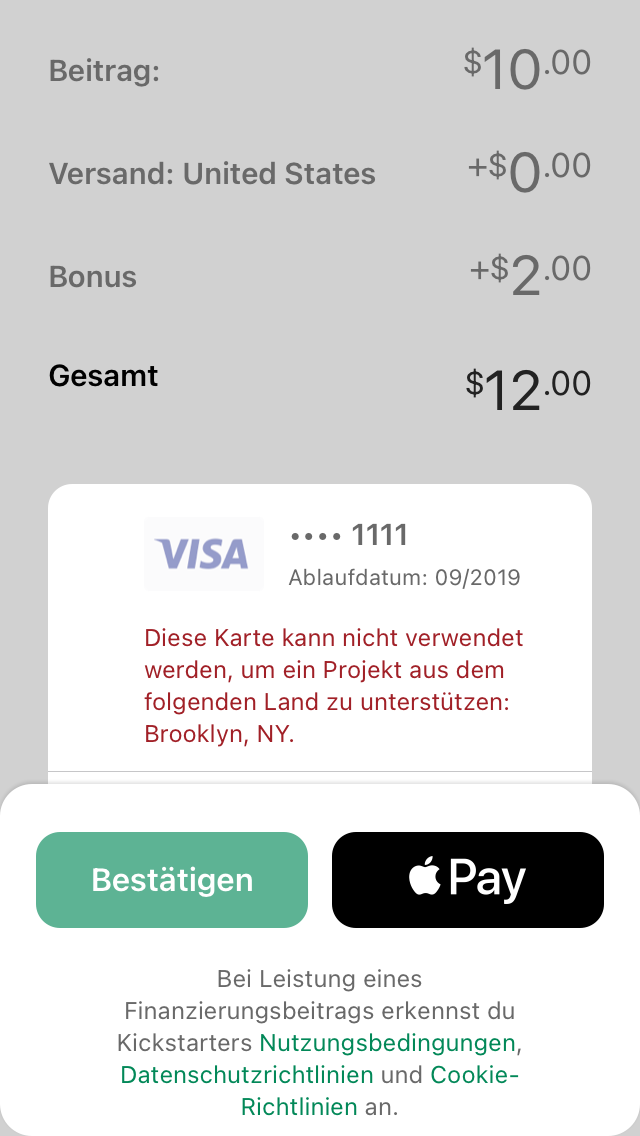 Beitrag: $10.00
Versand: United States +$0.00
Bonus +$2.00
Gesamt $12.00
VISA •••• 1111
Ablaufdatum: 09/2019
Diese Karte kann nicht verwendet
werden, um ein Projekt aus dem
folgenden Land zu unterstützen:
Brooklyn, NY.
Bestätigen Pay
Bei Leistung eines
Finanzierungsbeitrags erkennst du
Kickstarters Nutzungsbedingungen,
Datenschutzrichtlinien und Cookie-
Richtlinien an.